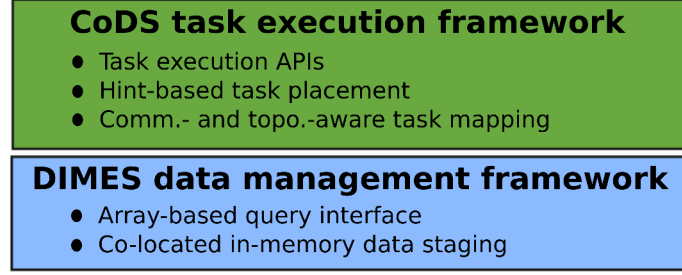 CoDS task execution framework
● Task execution APIs
● Hint-based task placement
● Comm.- and topo.-aware task mapping
DIMES data management framework
● Array-based query interface
● Co-located in-memory data staging